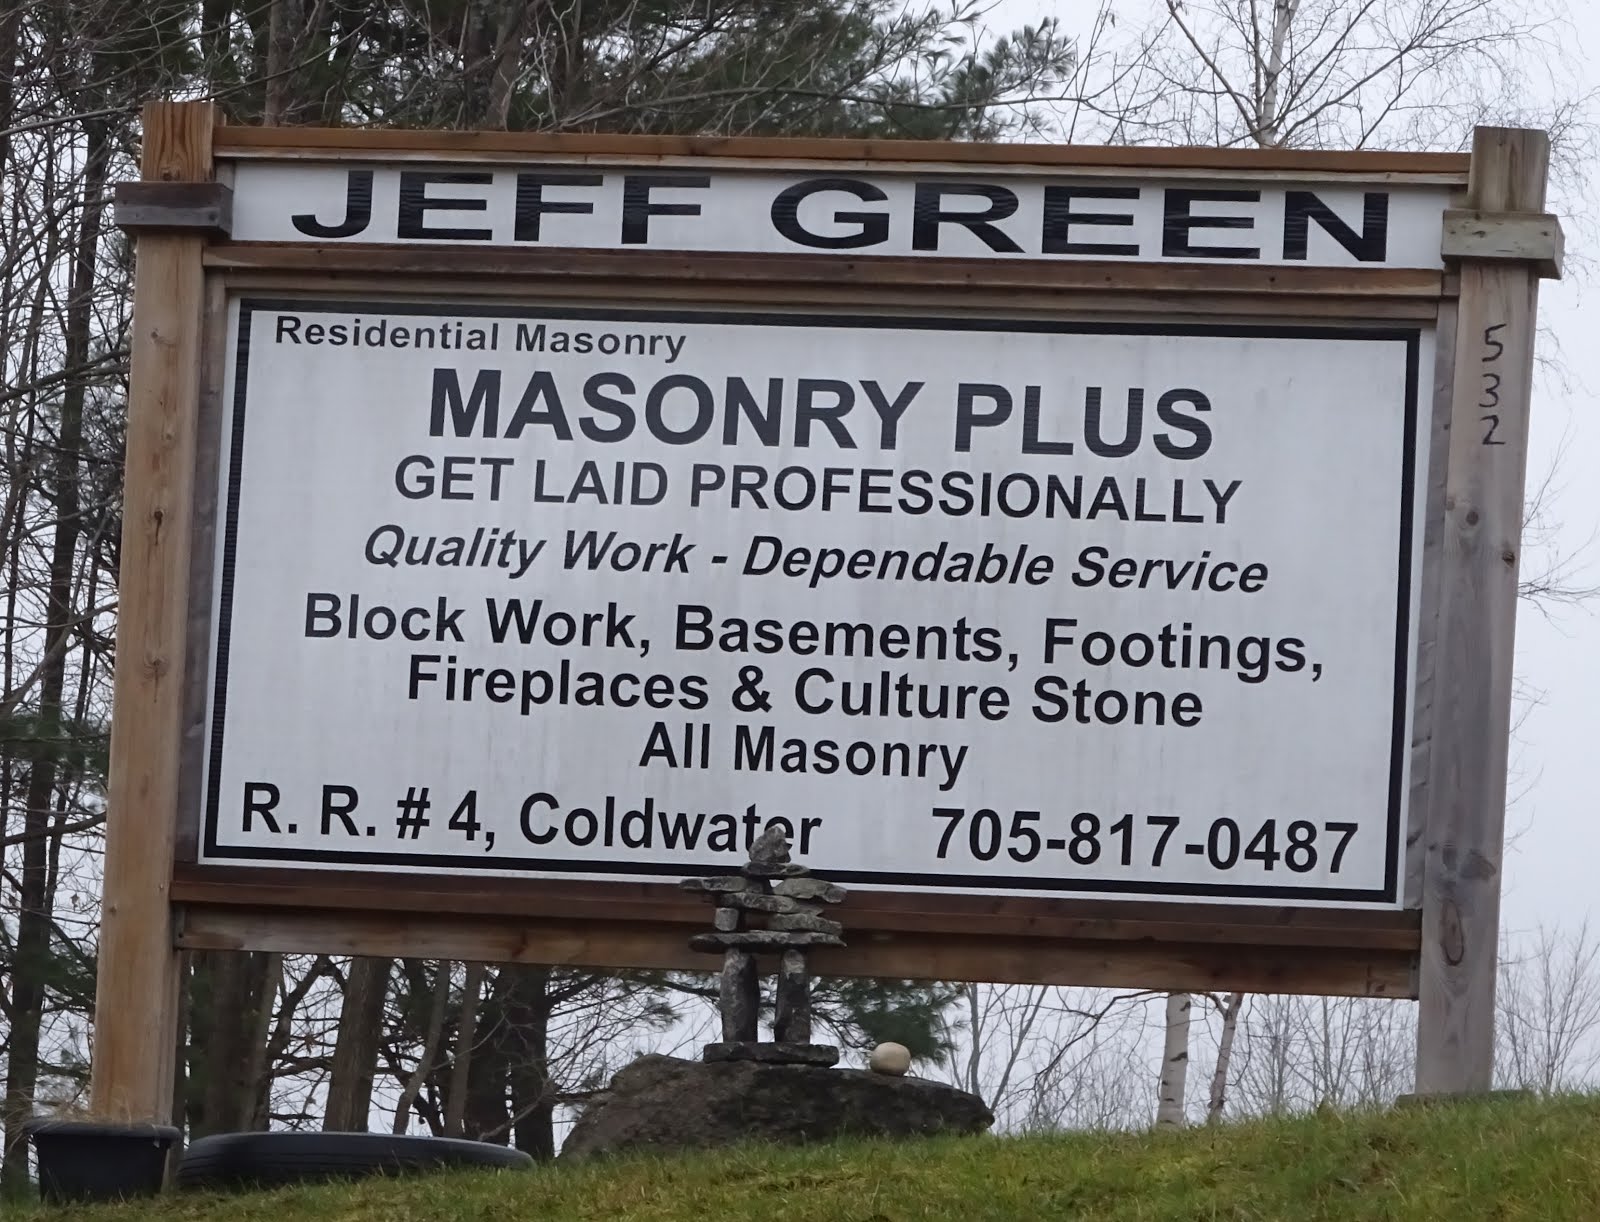 JEFF GREEN
Residential Masonry
MASONRY PLUS
GET LAID PROFESSIONALLY
Quality Work - Dependable Service
Block Work, Basements, Footings,
Fireplaces & Culture Stone
All Masonry
R. R. # 4, Coldwater 705-817-0487
532